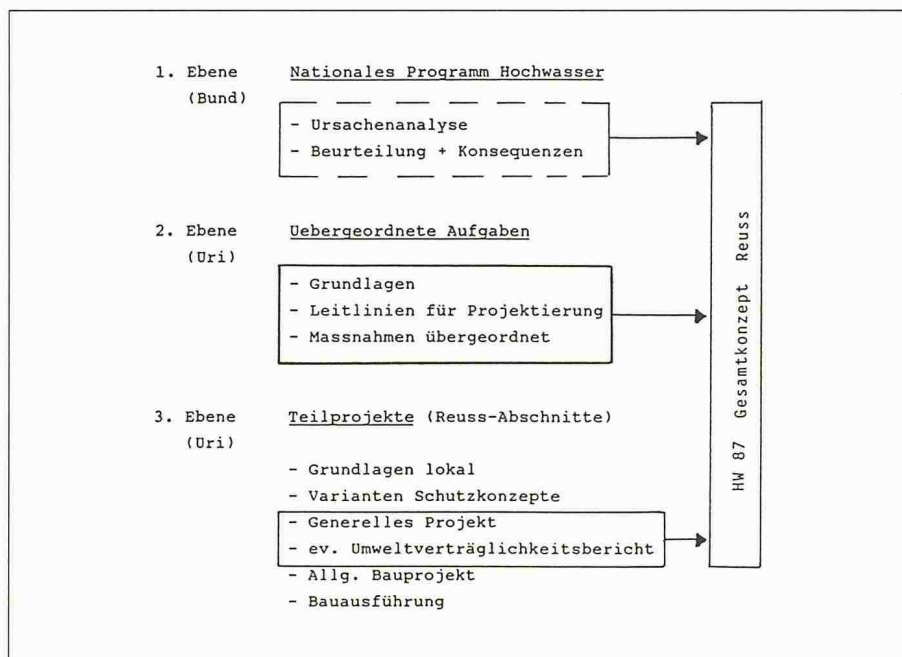 1. Ebene Nationales Programm Hochwasser
(Bund)
- Ursachenanalyse
- Beurteilung + Konsequenzen
2. Ebene Uebergeordnete Aufgaben
(Uri)
- Grundlagen
- Leitlinien für Projektierung
- Massnahmen übergeordnet
3. Ebene Teilprojekte (Reuss-Abschnitte)
(Uri)
- Grundlagen lokal
- Varianten Schutzkonzepte
- Generelles Projekt
- ev. Umweltverträglichkeitsbericht
- Allg. Bauprojekt
- Bauausführung
HW 87 Gesamtkonzept Reuss